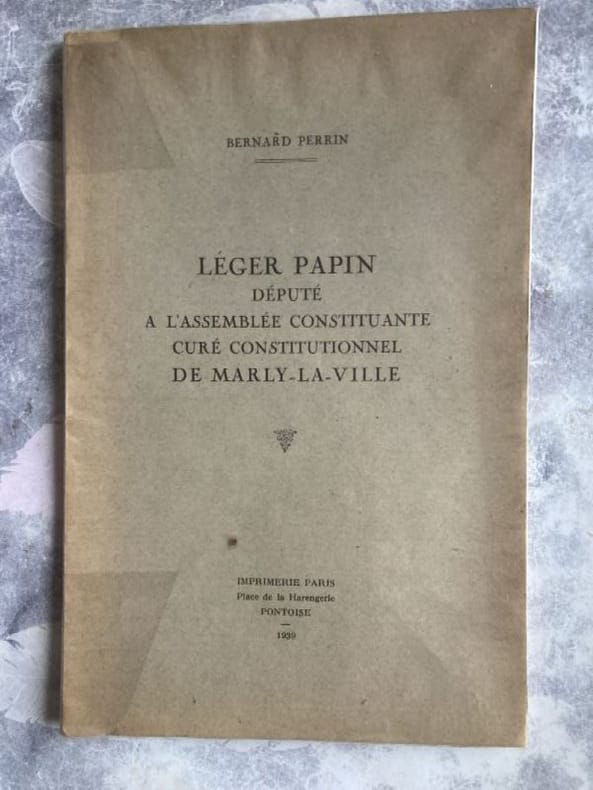 BERNARD PERRIN
LÉGER PAPIN
DÉPUTÉ
A L'ASSEMBLÉE CONSTITUANTE
CURÉ CONSTITUTIONNEL
DE MARLY-LA-VILLE
IMPRIMERIE PARIS
Place de la Harengerie
PONTOISE
—
1939